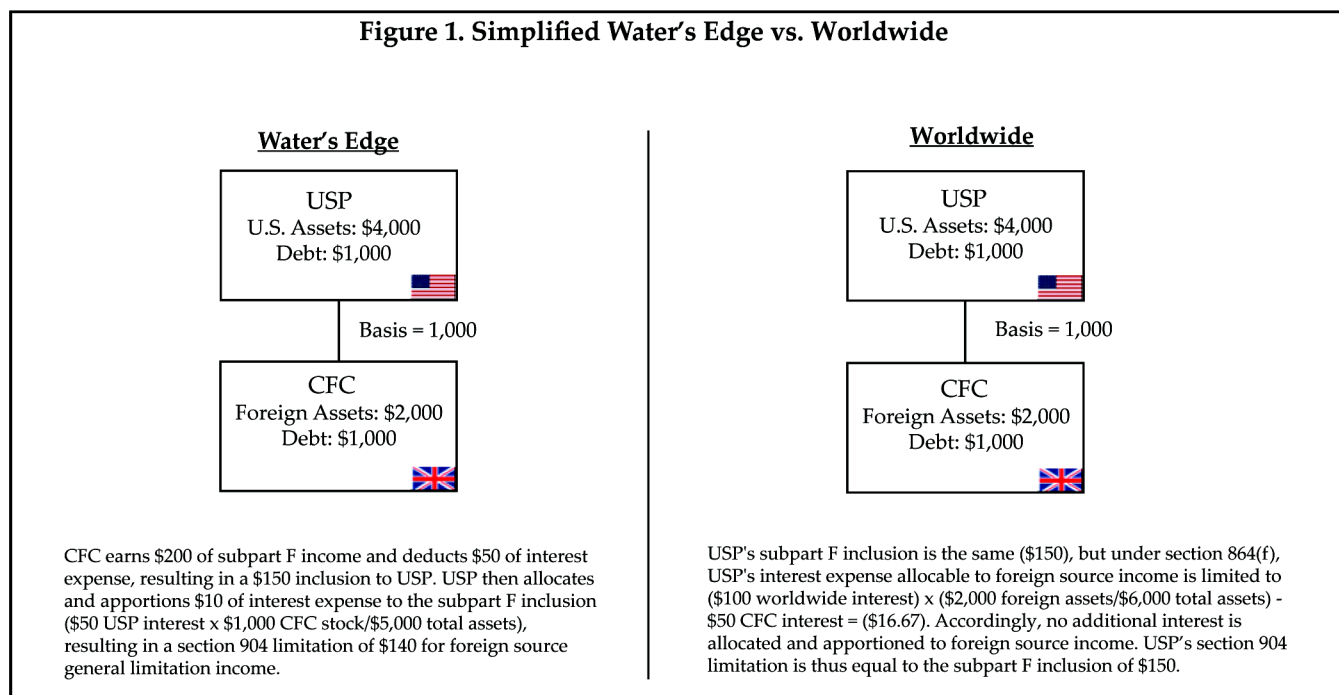 Figure 1. Simplified Water's Edge vs. Worldwide
Water's Edge
USP
U.S. Assets: $4,000
Debt: $1,000
Basis = 1,000
CFC
Foreign Assets: $2,000
Debt: $1,000
CFC earns $200 of subpart F income and deducts $50 of interest
expense, resulting in a $150 inclusion to USP. USP then allocates
and apportions $10 of interest expense to the subpart F inclusion
($50 USP interest x $1,000 CFC stock/$5,000 total assets),
resulting in a section 904 limitation of $140 for foreign source
general limitation income.
Worldwide
USP
U.S. Assets: $4,000
Debt: $1,000
Basis = 1,000
CFC
Foreign Assets: $2,000
Debt: $1,000
USP's subpart F inclusion is the same ($150), but under section 864(f),
USP's interest expense allocable to foreign source income is limited to
($100 worldwide interest) x ($2,000 foreign assets/$6,000 total assets) -
$50 CFC interest = ($16.67). Accordingly, no additional interest is
allocated and apportioned to foreign source income. USP's section 904
limitation is thus equal to the subpart F inclusion of $150.